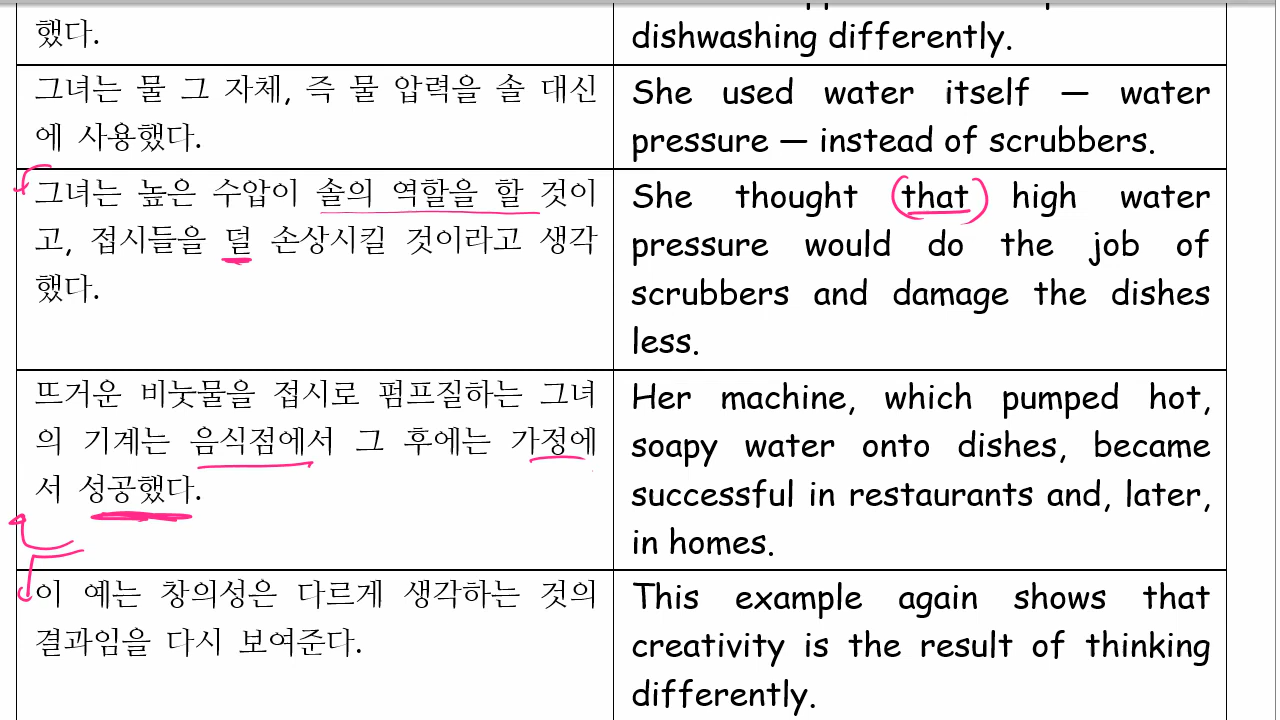 했다.
dishwashing differently.
그녀는 물 그 자체, 즉 물 압력을 솔 대신
에 사용했다.
She used water itself — water
pressure — instead of scrubbers.
그녀는 높은 수압이 솔의 역할을 할 것이
고, 접시들을 덜 손상시킬 것이라고 생각
했다.
She thought that high water
pressure would do the job of
scrubbers and damage the dishes
less.
뜨거운 비눗물을 접시로 펌프질하는 그녀
의 기계는 음식점에서 그 후에는 가정에
서 성공했다.
Her machine, which pumped hot,
soapy water onto dishes, became
successful in restaurants and, later,
in homes.
이 예는 창의성은 다르게 생각하는 것의
결과임을 다시 보여준다.
This example again shows that
creativity is the result of thinking
differently.